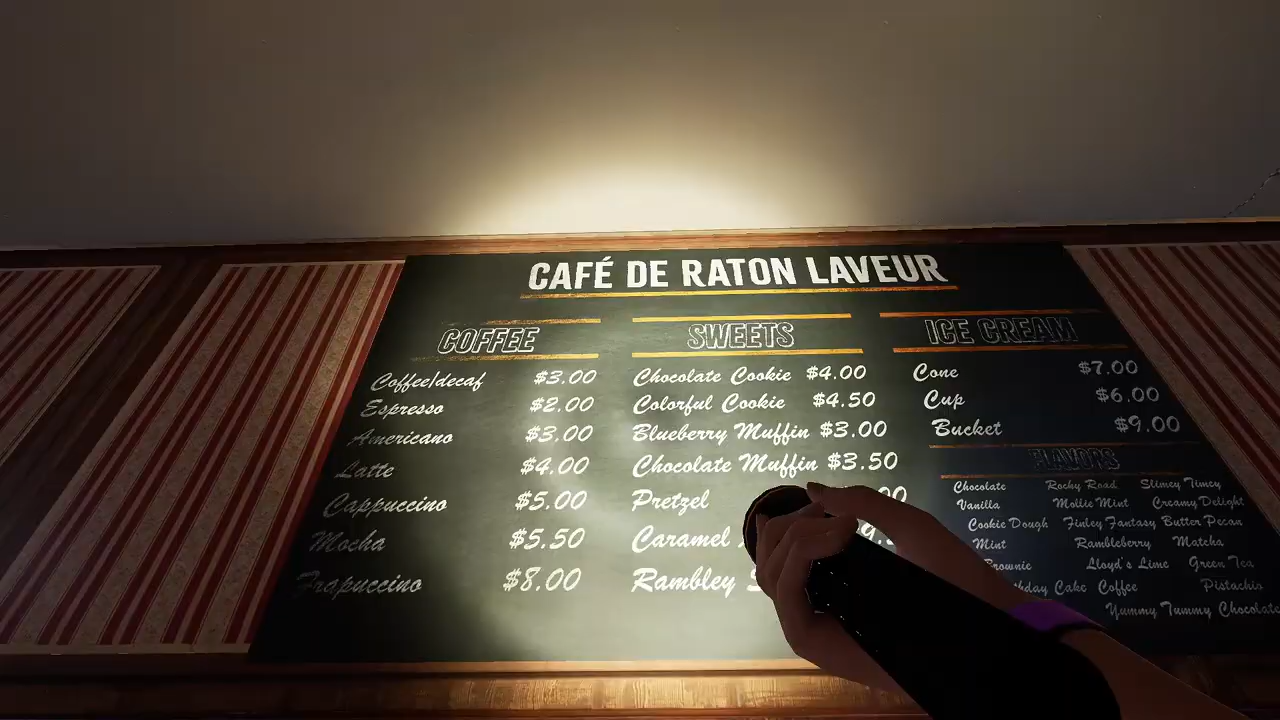 CAFÉ DE RATON LAVEUR
COFFEE
Coffee/decaf $3.00
Espresso $2.00
Americano $3.00
Latte $4.00
Cappuccino $5.00
Mocha $5.50
Frapuccino $8.00
SWEETS
Chocolate Cookie $4.00
Colorful Cookie $4.50
Blueberry Muffin $3.00
Chocolate Muffin $3.50
Pretzel
Caramel
Rambley
ICE CREAM
Cone $7.00
Cup $6.00
Bucket $9.00
FLAVORS
Chocolate Rocky Road Slimey Timey
Vanilla Mollie Mint Creamy Delight
Cookie Dough Finley Fantasy Butter Pecan
Mint Rambleberry Matcha
Brownie Lloyd's Lime Green Tea
Cake Coffee Pistachio
Yummy Tummy Chocolate